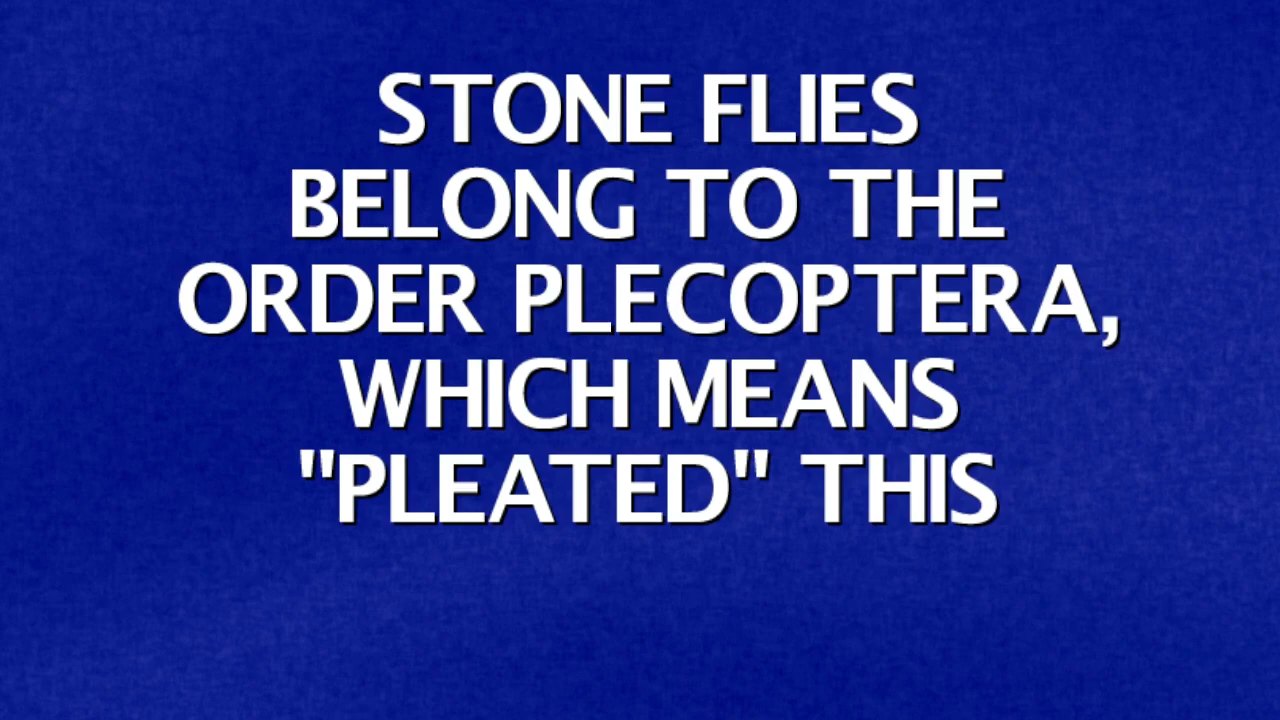 STONE FLIES
BELONG TO THE
ORDER PLECOPTERA,
WHICH MEANS
"PLEATED" THIS